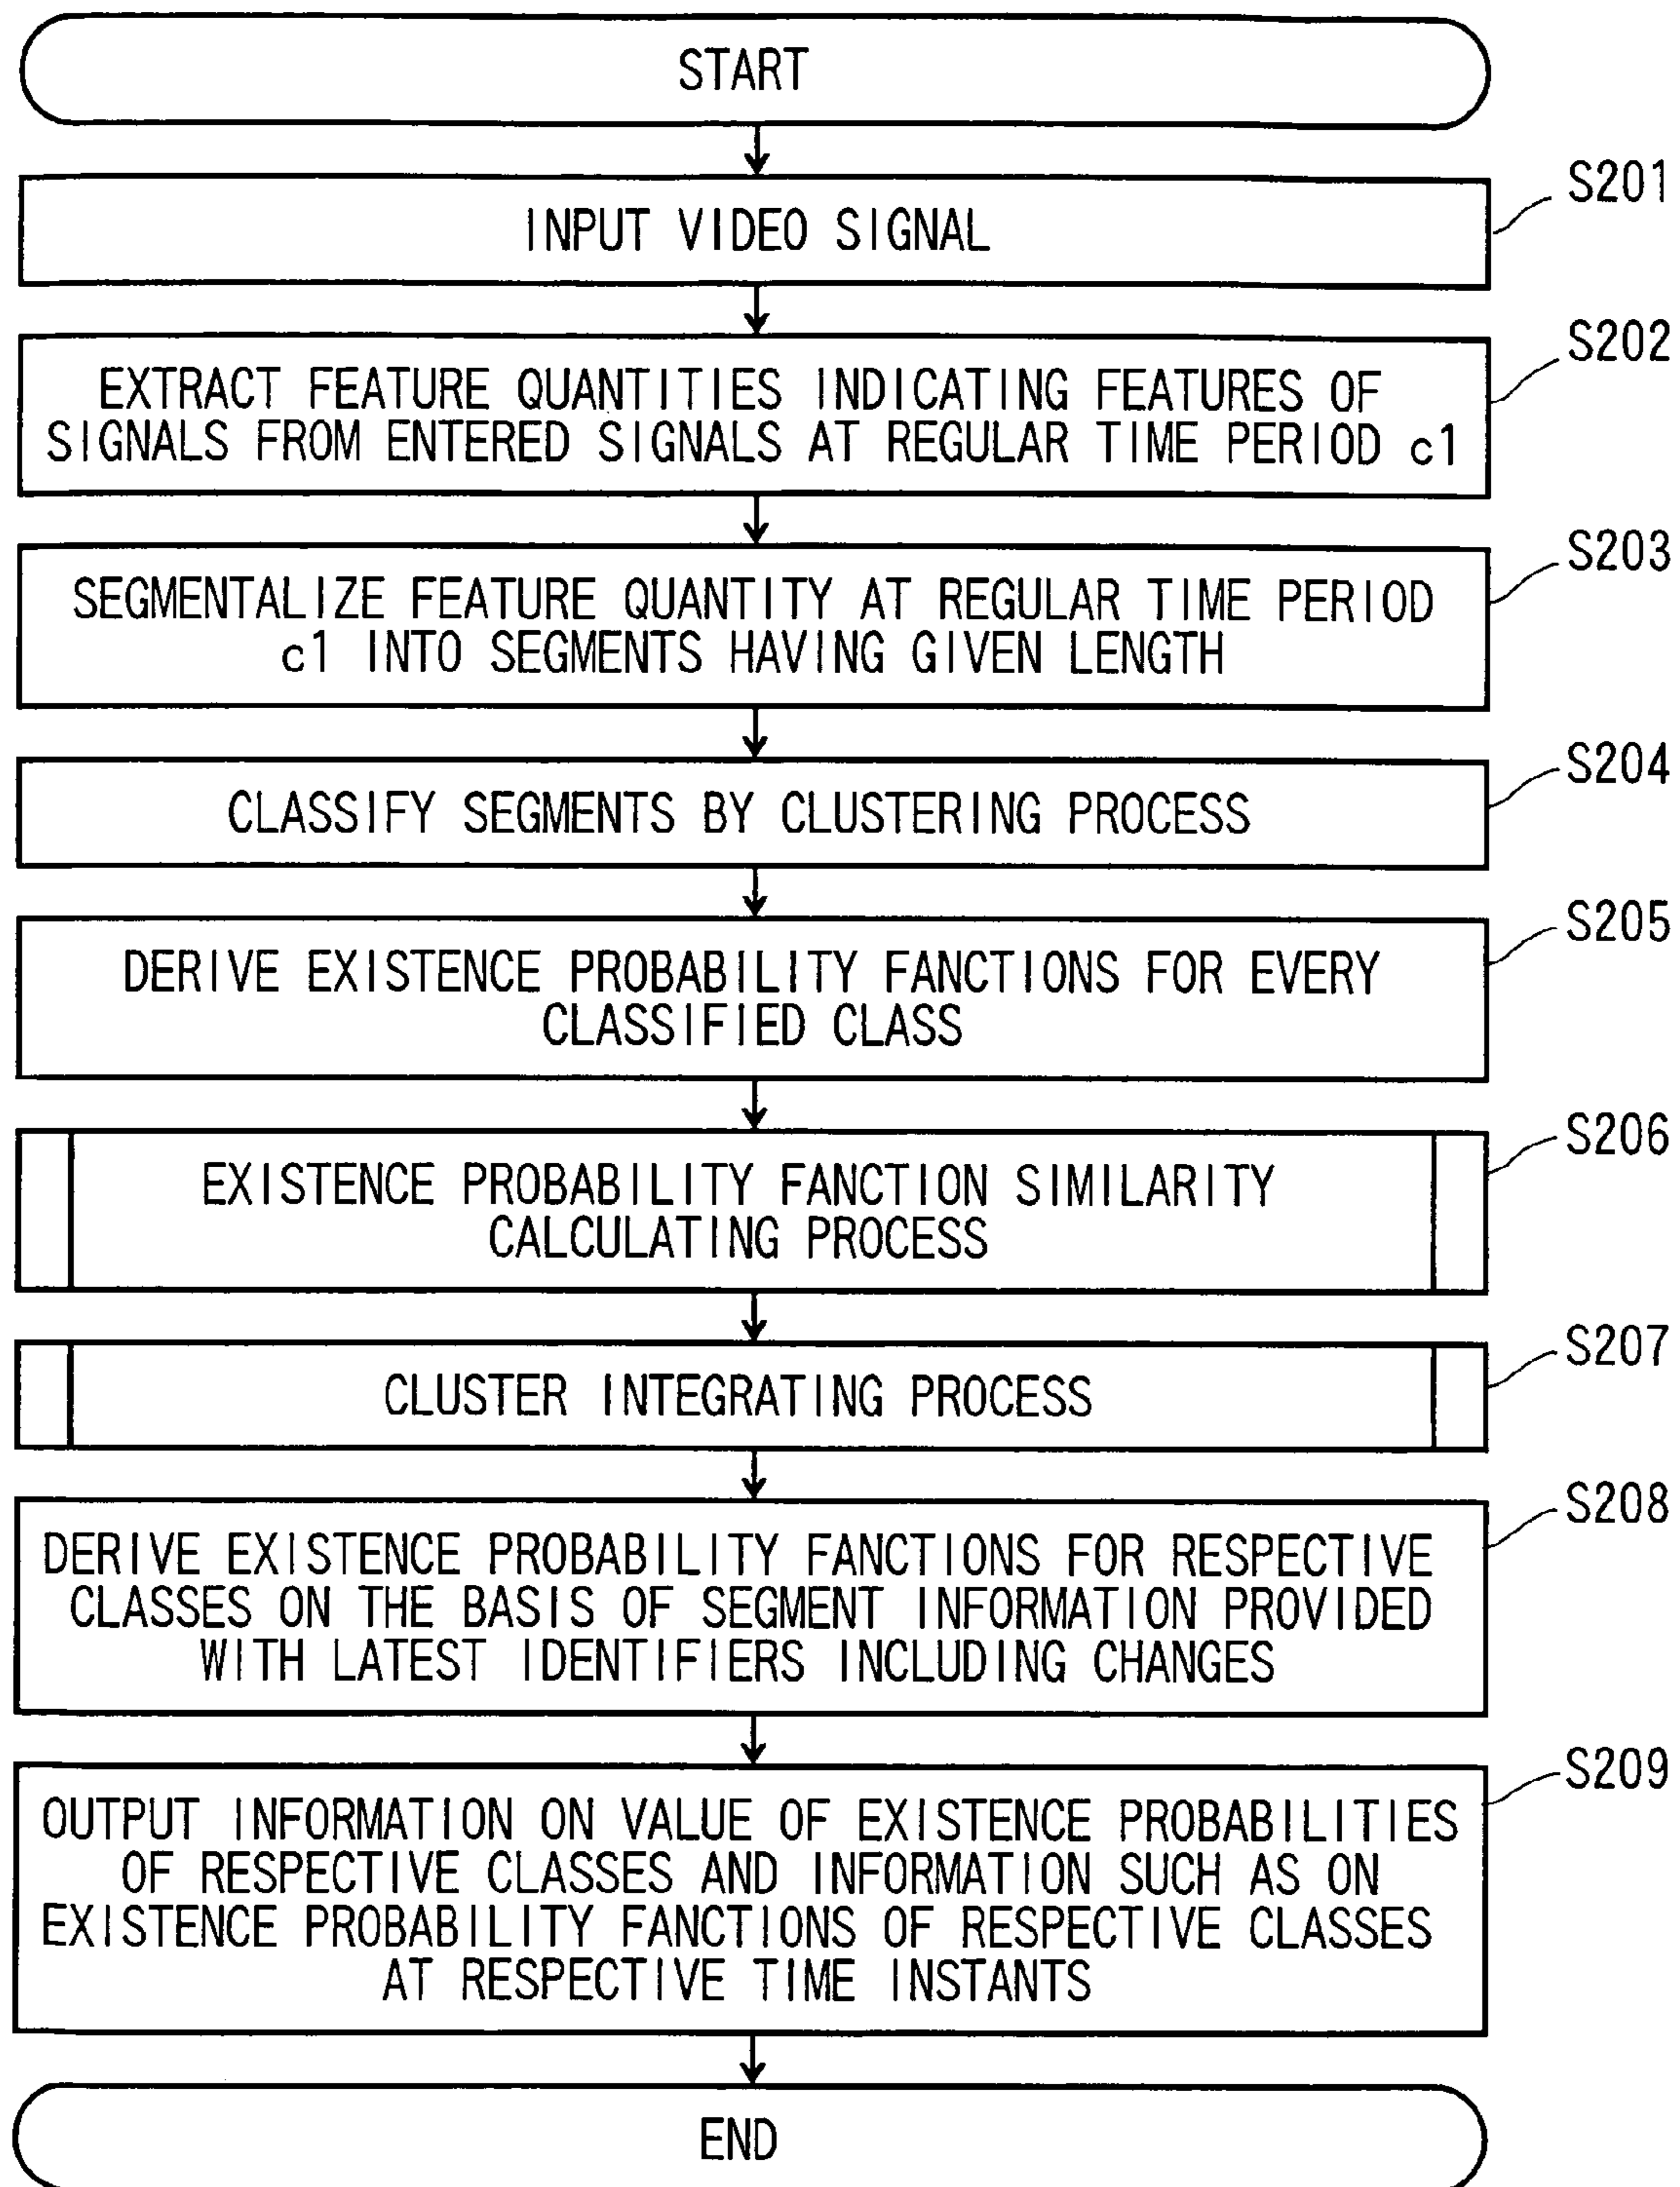 START
S201
INPUT VIDEO SIGNAL
S202
EXTRACT FEATURE QUANTITIES INDICATING FEATURES OF
SIGNALS FROM ENTERED SIGNALS AT REGULAR TIME PERIOD c1
S203
SEGMENTALIZE FEATURE QUANTITY AT REGULAR TIME PERIOD
c1 INTO SEGMENTS HAVING GIVEN LENGTH
S204
CLASSIFY SEGMENTS BY CLUSTERING PROCESS
S205
DERIVE EXISTENCE PROBABILITY FANCTIONS FOR EVERY
CLASSIFIED CLASS
S206
EXISTENCE PROBABILITY FANCTION SIMILARITY
CALCULATING PROCESS
S207
CLUSTER INTEGRATING PROCESS
S208
DERIVE EXISTENCE PROBABILITY FANCTIONS FOR RESPECTIVE
CLASSES ON THE BASIS OF SEGMENT INFORMATION PROVIDED
WITH LATEST IDENTIFIERS INCLUDING CHANGES
S209
OUTPUT INFORMATION ON VALUE OF EXISTENCE PROBABILITIES
OF RESPECTIVE CLASSES AND INFORMATION SUCH AS ON
EXISTENCE PROBABILITY FANCTIONS OF RESPECTIVE CLASSES
AT RESPECTIVE TIME INSTANTS
END